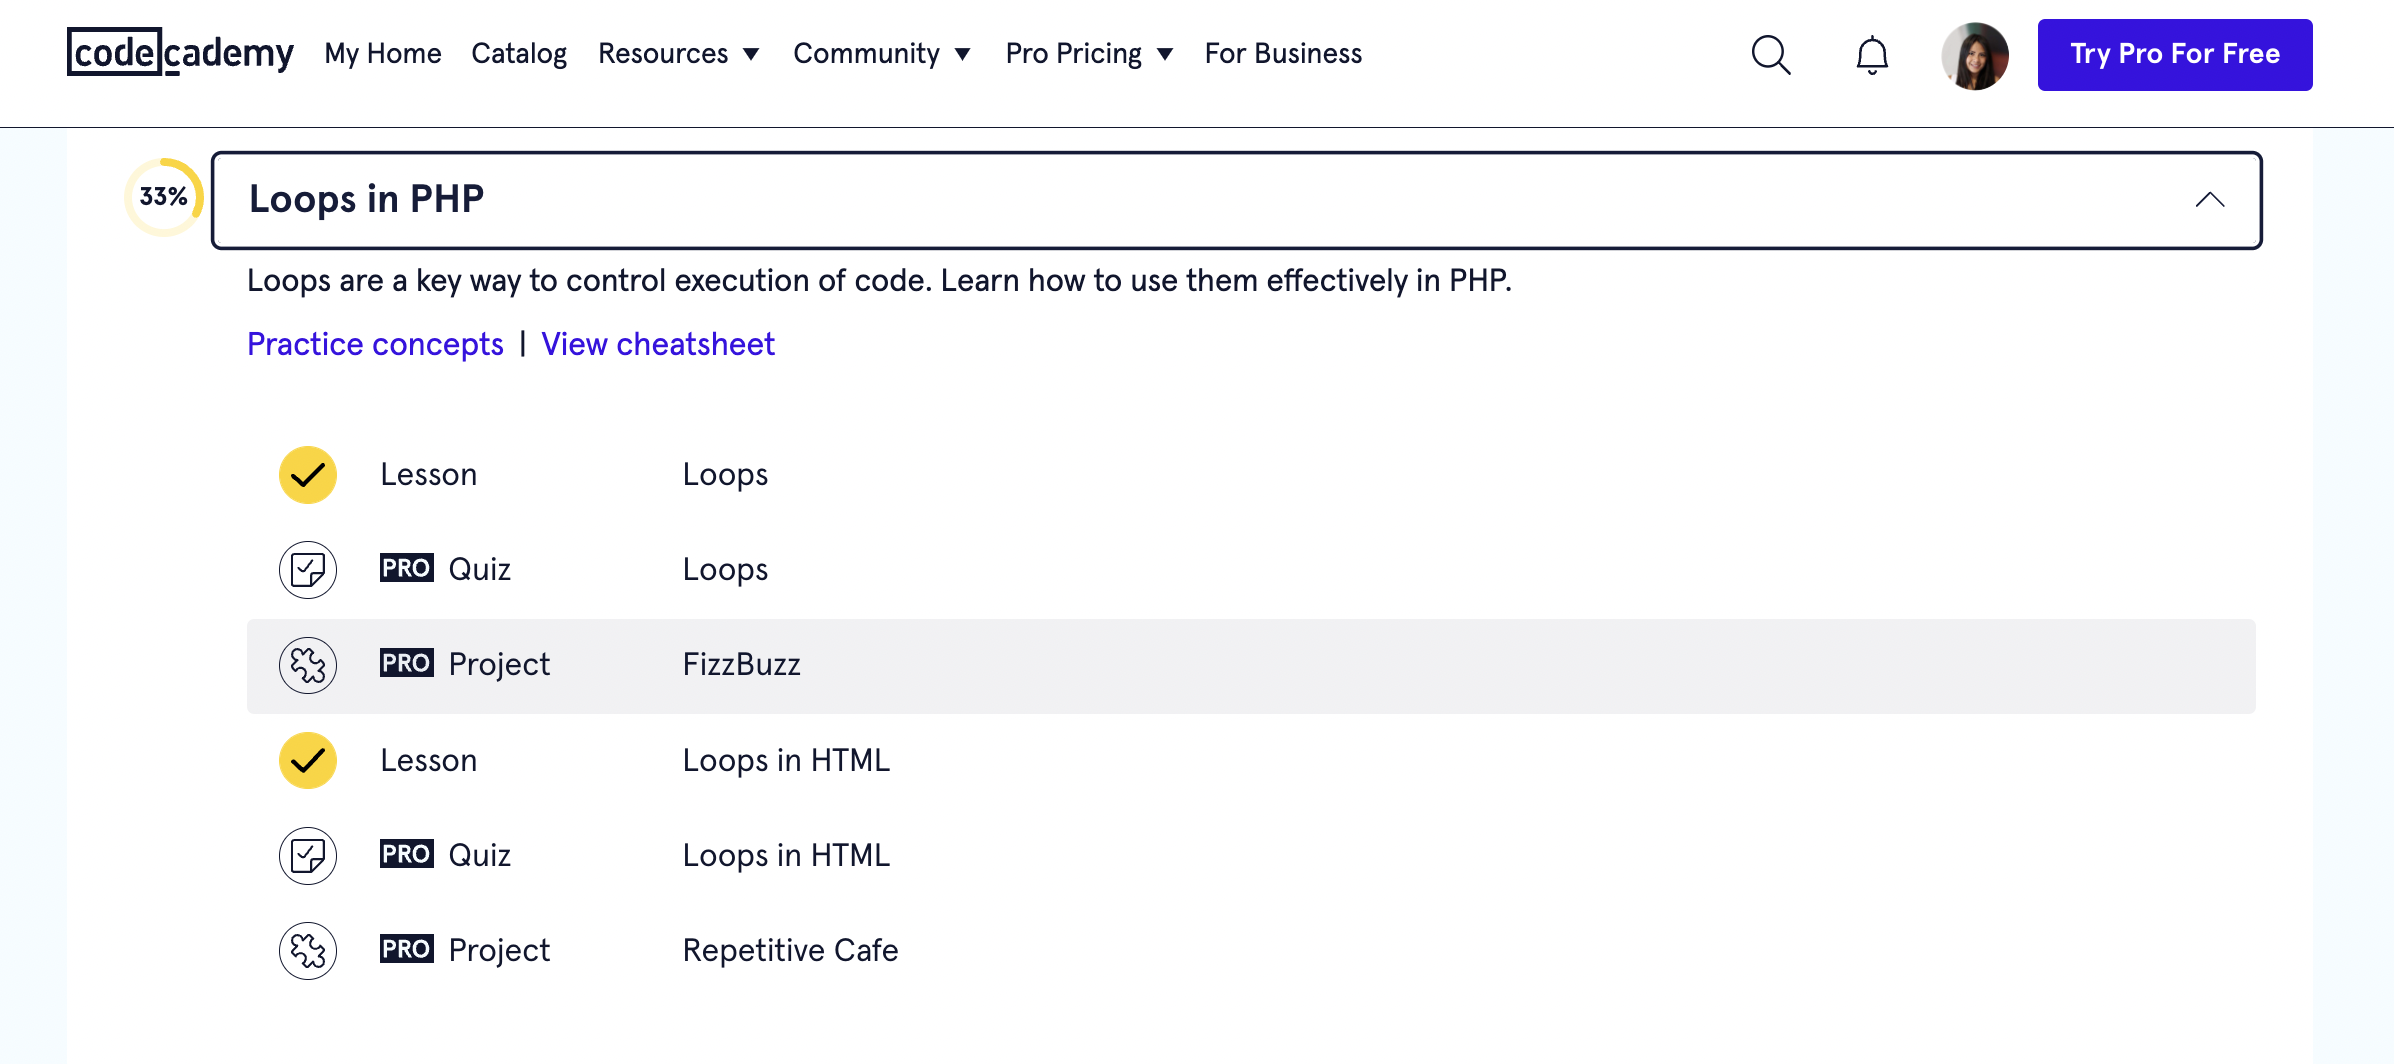 codecademy My Home Catalog Resources Community Pro Pricing For Business Try Pro For Free
33% Loops in PHP
Loops are a key way to control execution of code. Learn how to use them effectively in PHP.
Practice concepts | View cheatsheet
Lesson Loops
PRO Quiz Loops
PRO Project FizzBuzz
Lesson Loops in HTML
PRO Quiz Loops in HTML
PRO Project Repetitive Cafe